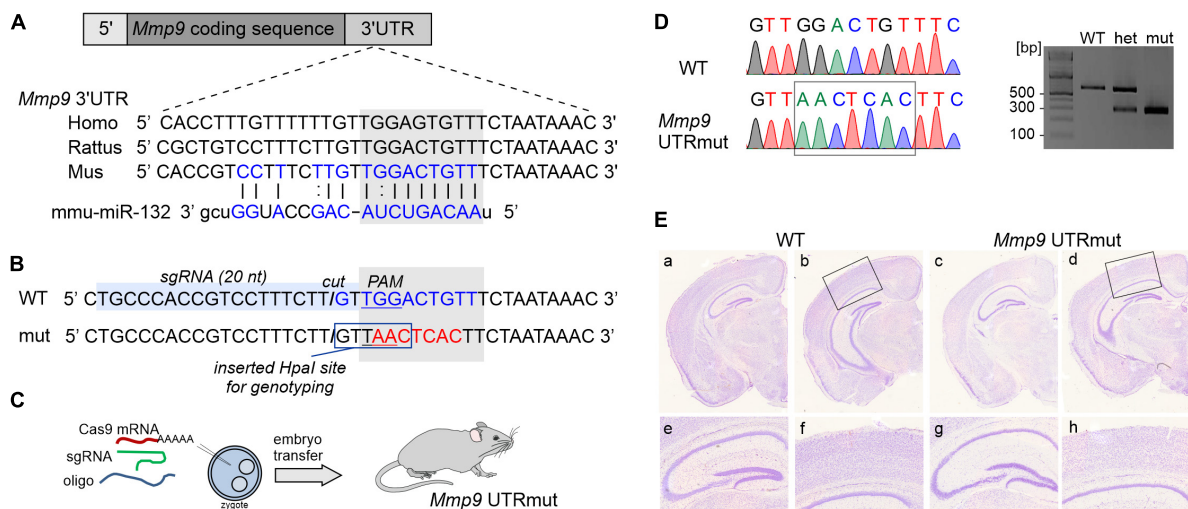 A
5' Mmp9 coding sequence 3'UTR
Mmp9 3'UTR
Homo 5' CACCTTTGTTTTTTGTTGGAGTGTTTCTAATAAAC 3'
Rattus 5' CGCTGTCCTTTCTTGTTGGACTGTTTCTAATAAAC 3'
Mus 5' CACCGTCCTTTCTTGTTGGACTGTTTCTAATAAAC 3'
mmu-miR-132 3' gcuGGUACCGAC–AUCUGACAAu 5'
B
sgRNA (20 nt) cut PAM
WT 5' CTGCCCACCGTCCTTTCTT/GTTGGACTGTTTCTAATAAAC 3'
mut 5' CTGCCCACCGTCCTTTCTT/GTTAACTCACTTCTAATAAAC 3'
inserted HpaI site
for genotyping
C
Cas9 mRNA
AAAAA
sgRNA
oligo
zygote
embryo
transfer
Mmp9 UTRmut
D
GTTGGACTGTTTC
WT
GTTAACTCACTTC
Mmp9
UTRmut
[bp] WT het mut
500
300
100
E
WT Mmp9 UTRmut
a b c d
e f g h